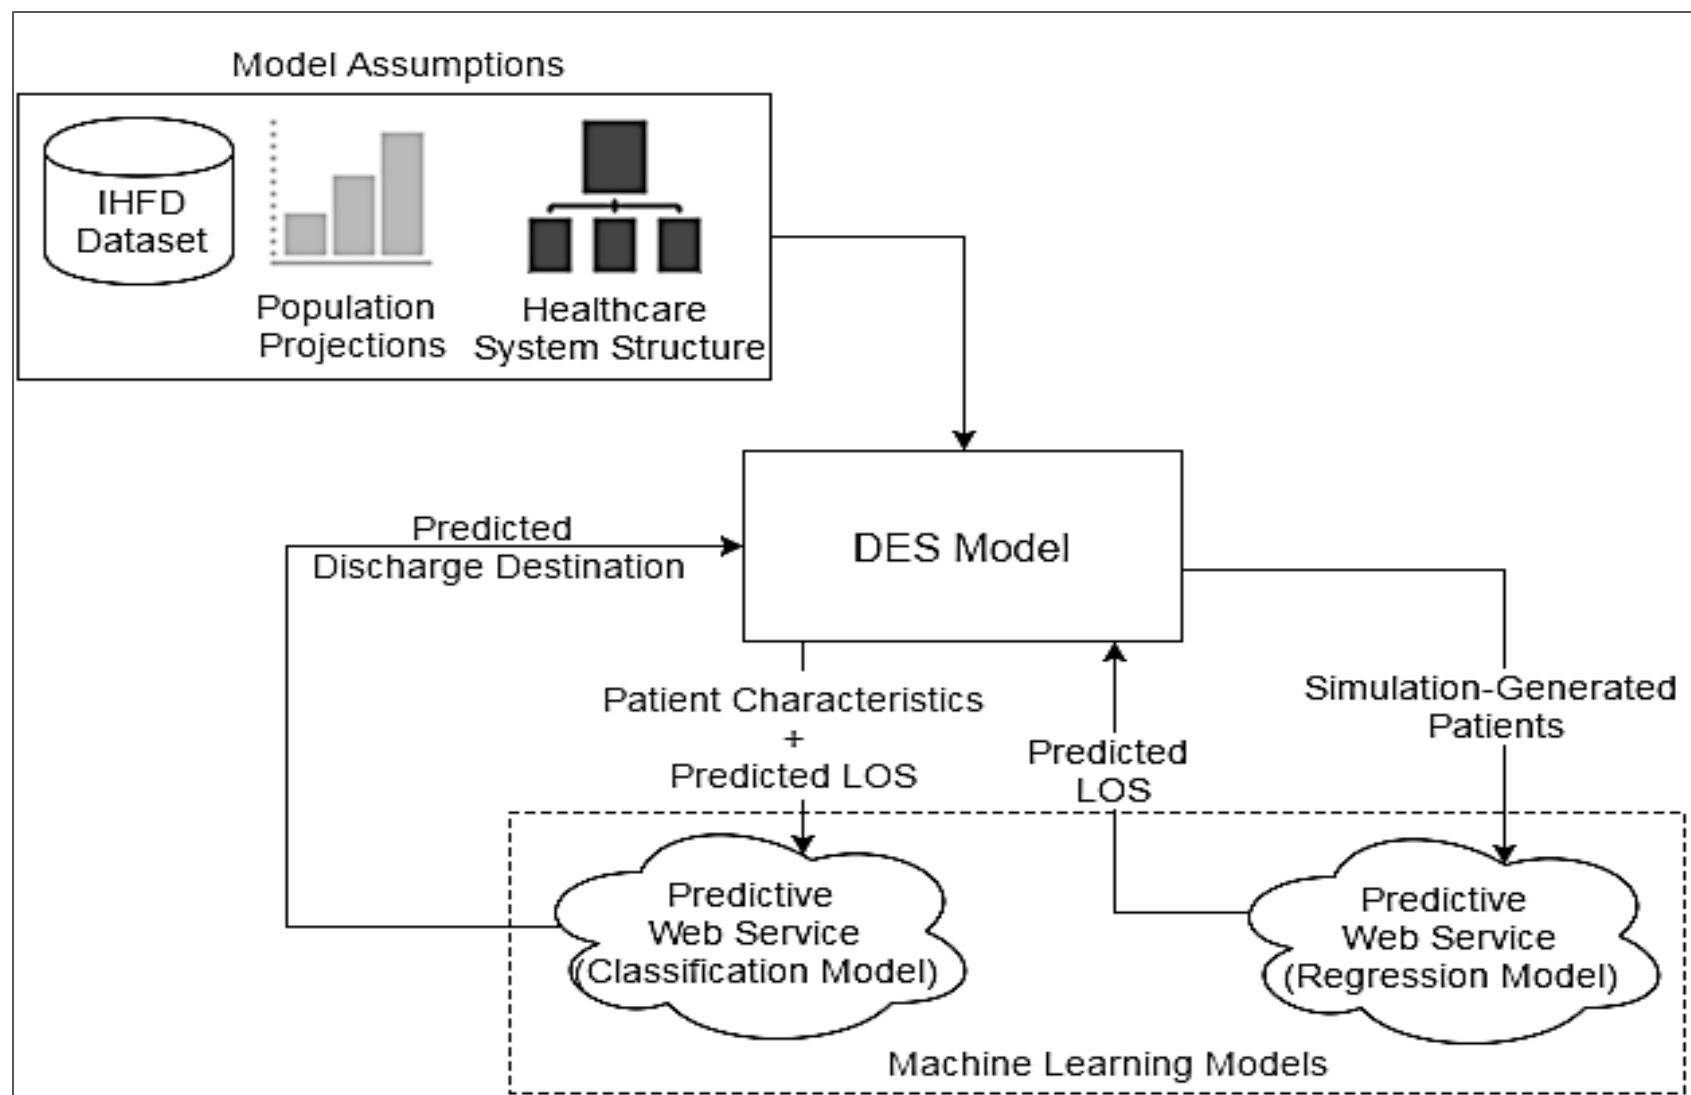 Model Assumptions
IHFD
Dataset
Population
Projections
Healthcare
System Structure
DES Model
Predicted
Discharge Destination
Patient Characteristics
+
Predicted LOS
Predicted
LOS
Simulation-Generated
Patients
Predictive
Web Service
(Classification Model)
Predictive
Web Service
(Regression Model)
Machine Learning Models